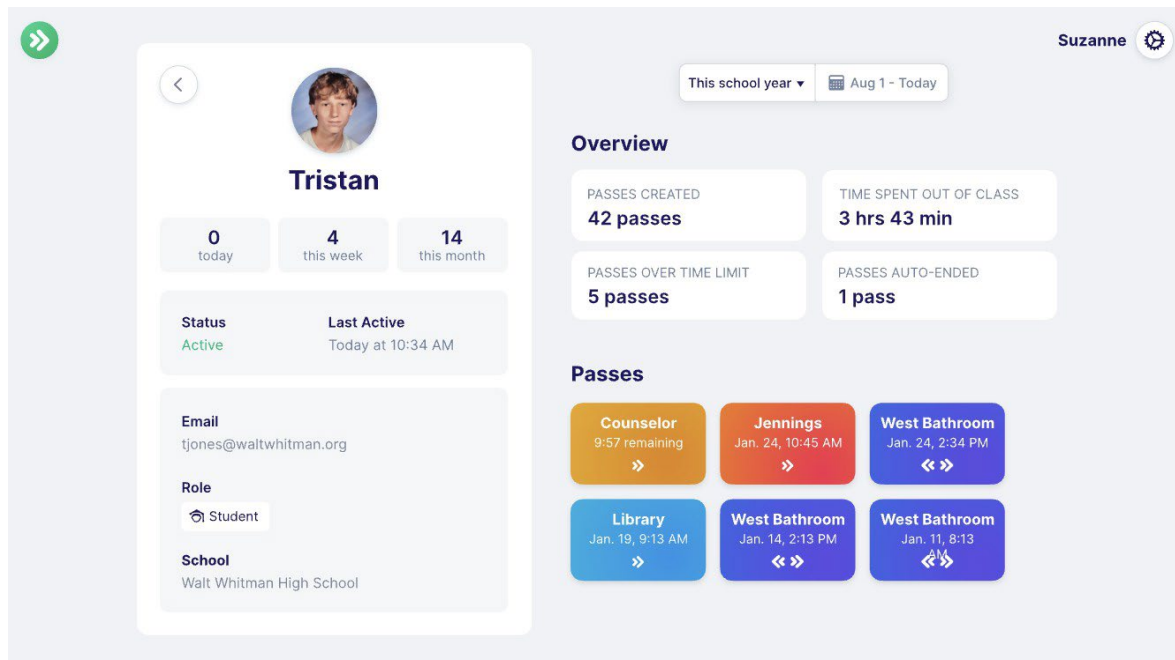 Suzanne
Tristan
0
today
4
this week
14
this month
Status
Active
Last Active
Today at 10:34 AM
Email
tjones@waltwhitman.org
Role
Student
School
Walt Whitman High School
This school year
Aug 1 - Today
Overview
PASSES CREATED
42 passes
TIME SPENT OUT OF CLASS
3 hrs 43 min
PASSES OVER TIME LIMIT
5 passes
PASSES AUTO-ENDED
1 pass
Passes
Counselor
9:57 remaining
Jennings
Jan. 24, 10:45 AM
West Bathroom
Jan. 24, 2:34 PM
Library
Jan. 19, 9:13 AM
West Bathroom
Jan. 14, 2:13 PM
West Bathroom
Jan. 11, 8:13
AM